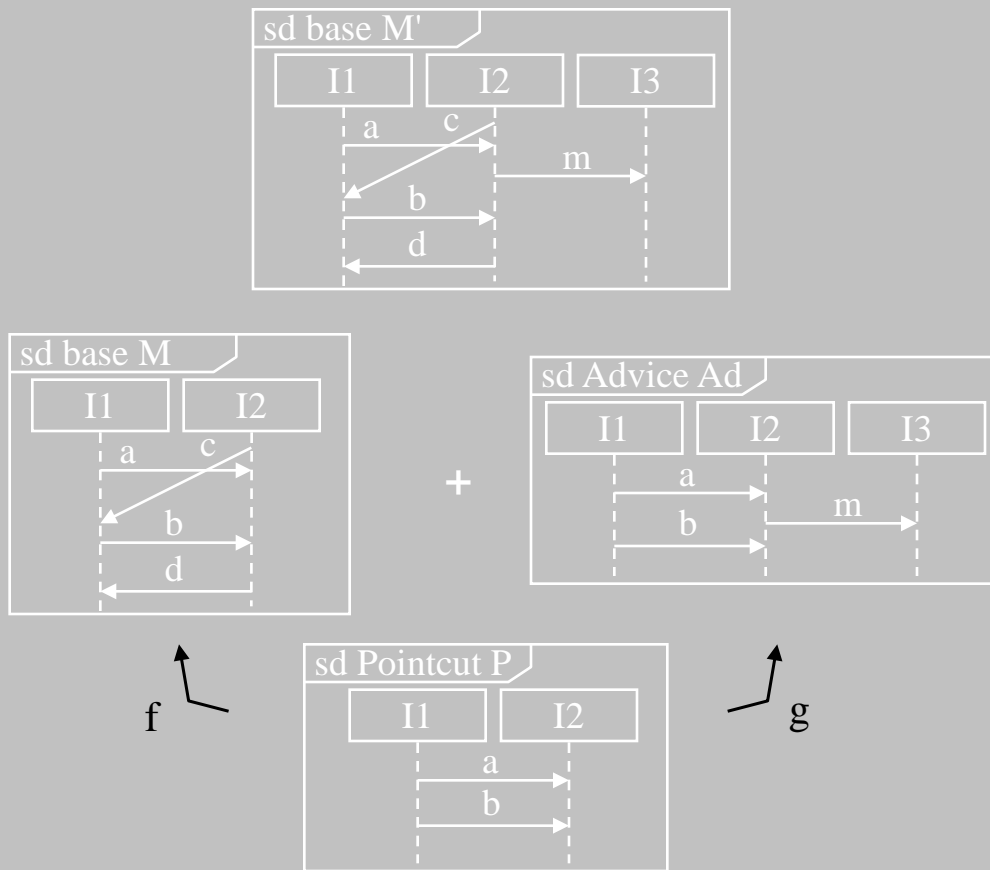 sd base M'
I1 I2 I3
a c
m
b
d
sd base M
I1 I2
a c
b
d
+
sd Advice Ad
I1 I2 I3
a
m
b
f
sd Pointcut P
I1 I2
a
b
g